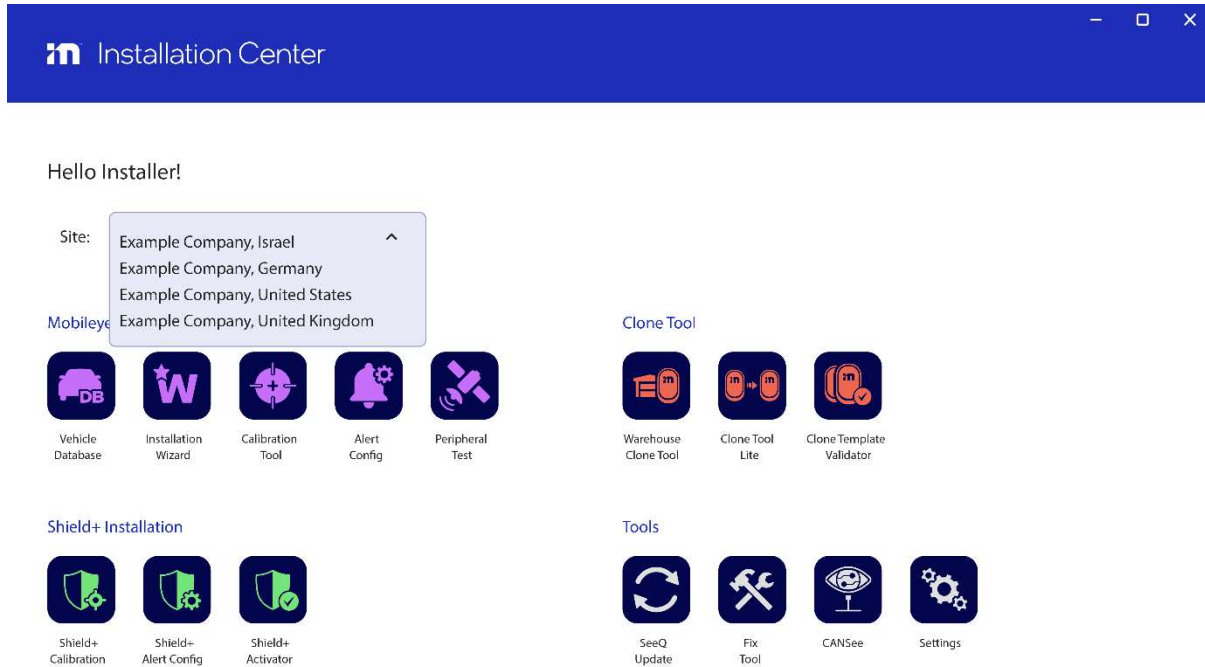 Installation Center
Hello Installer!
Site:
Example Company, Israel
Example Company, Germany
Example Company, United States
Example Company, United Kingdom
Mobileye
DB
Vehicle
Database
W
Installation
Wizard
Calibration
Tool
Alert
Config
Peripheral
Test
Clone Tool
Warehouse
Clone Tool
Clone Tool
Lite
Clone Template
Validator
Shield+ Installation
Shield+
Calibration
Shield+
Alert Config
Shield+
Activator
Tools
SeeQ
Update
Fix
Tool
CANSee
Settings